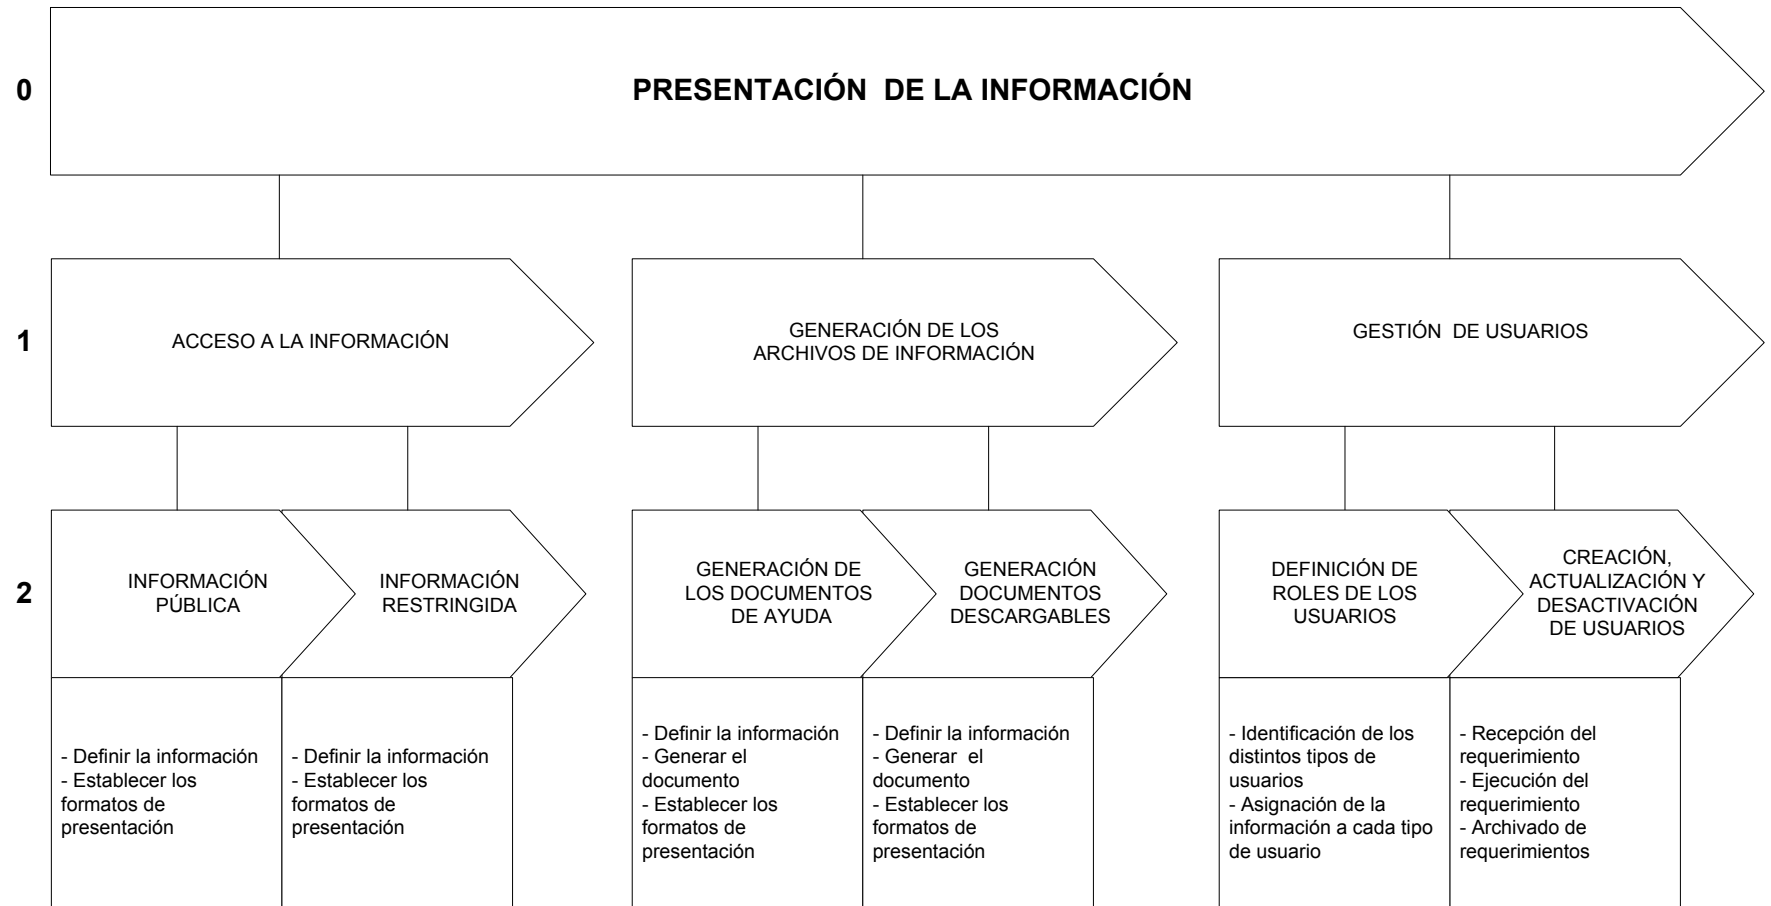 0
PRESENTACIÓN DE LA INFORMACIÓN
1
ACCESO A LA INFORMACIÓN
GENERACIÓN DE LOS
ARCHIVOS DE INFORMACIÓN
GESTIÓN DE USUARIOS
2
INFORMACIÓN
PÚBLICA
INFORMACIÓN
RESTRINGIDA
GENERACIÓN DE
LOS DOCUMENTOS
DE AYUDA
GENERACIÓN
DOCUMENTOS
DESCARGABLES
DEFINICIÓN DE
ROLES DE LOS
USUARIOS
CREACIÓN,
ACTUALIZACIÓN Y
DESACTIVACIÓN
DE USUARIOS
- Definir la información
- Establecer los
formatos de
presentación
- Definir la información
- Establecer los
formatos de
presentación
- Definir la información
- Generar el
documento
- Establecer los
formatos de
presentación
- Definir la información
- Generar el
documento
- Establecer los
formatos de
presentación
- Identificación de los
distintos tipos de
usuarios
- Asignación de la
información a cada tipo
de usuario
- Recepción del
requerimiento
- Ejecución del
requerimiento
- Archivado de
requerimientos